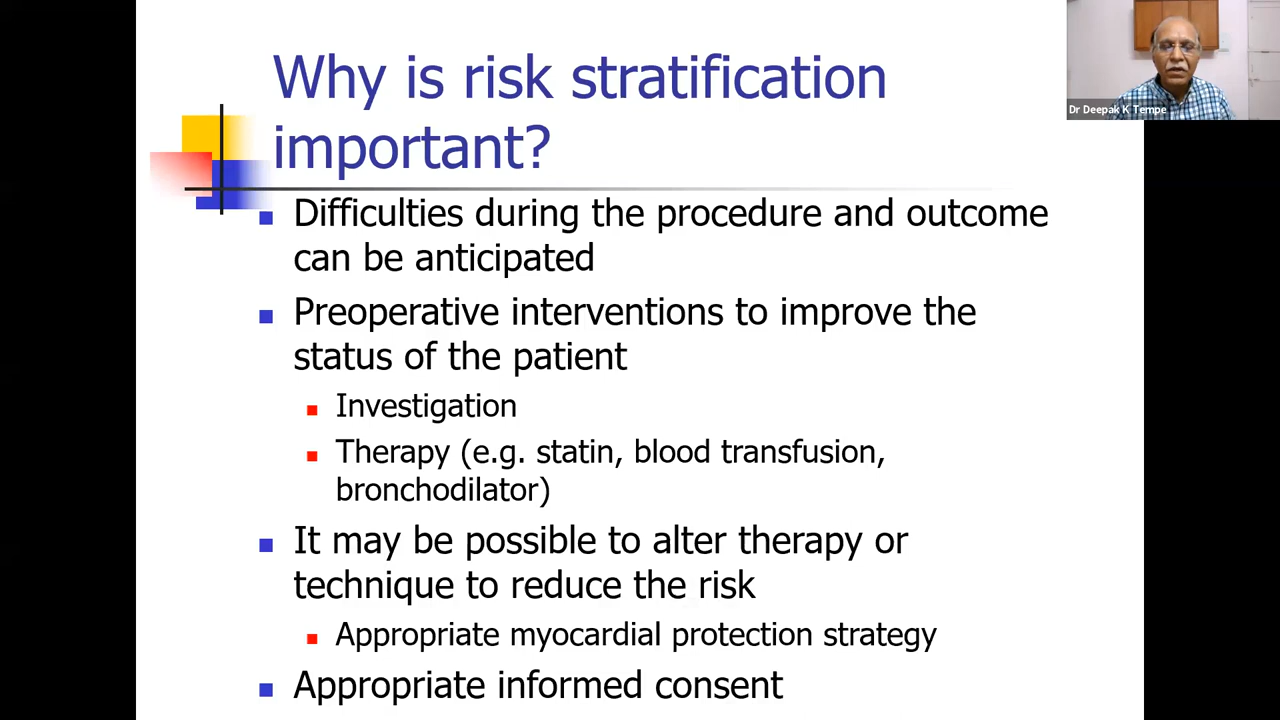 Why is risk stratification
important?
Dr Deepak K Tempe
Difficulties during the procedure and outcome
can be anticipated
Preoperative interventions to improve the
status of the patient
Investigation
Therapy (e.g. statin, blood transfusion,
bronchodilator)
It may be possible to alter therapy or
technique to reduce the risk
Appropriate myocardial protection strategy
Appropriate informed consent